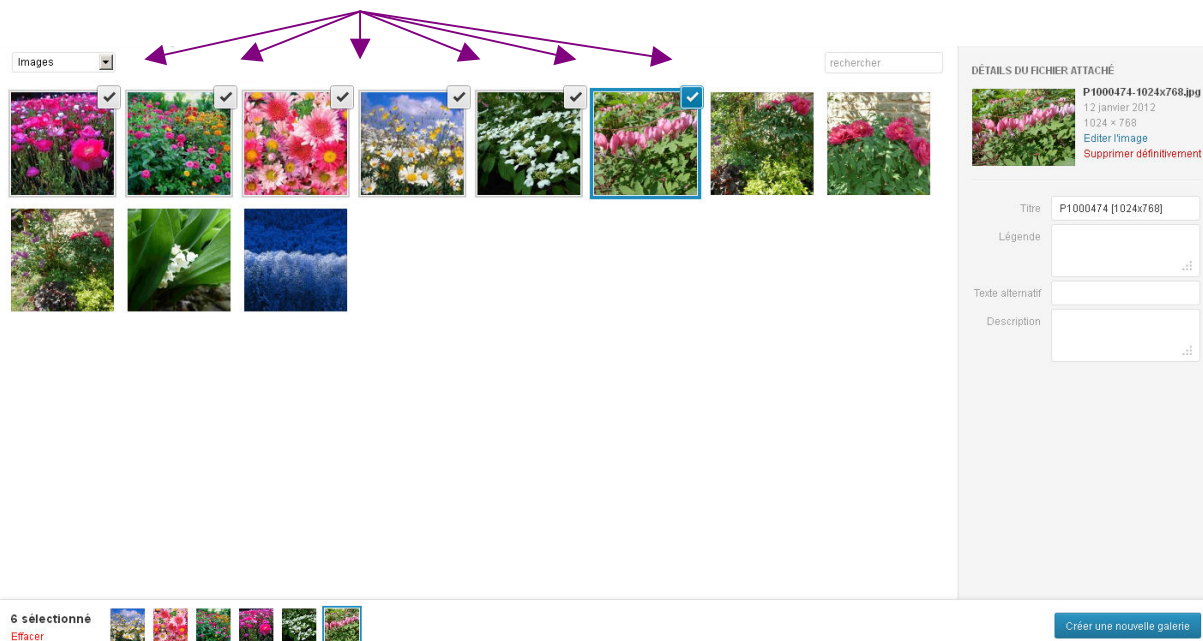 Images
rechercher
DÉTAILS DU FICHIER ATTACHÉ
P1000474-1024x768.jpg
12 janvier 2012
1024 × 768
Editer l'image
Supprimer définitivement
Titre
P1000474 [1024x768]
Légende
Texte alternatif
Description
6 sélectionné
Effacer
Créer une nouvelle galerie